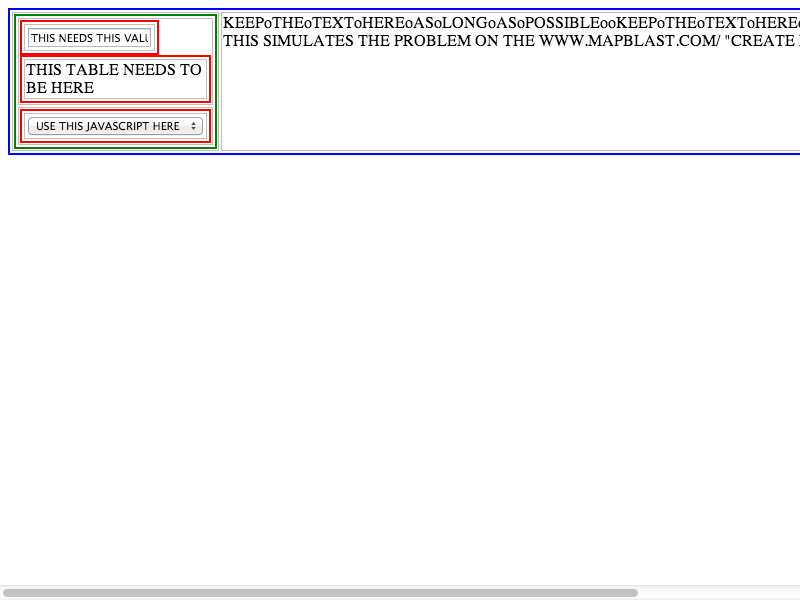 THIS NEEDS THIS VALU
THIS TABLE NEEDS TO
BE HERE
USE THIS JAVASCRIPT HERE
KEEPoTHEoTEXToHEREoASoLONGoASoPOSSIBLEooKEEPoTHEoTEXToHEREo
THIS SIMULATES THE PROBLEM ON THE WWW.MAPBLAST.COM/ "CREATE